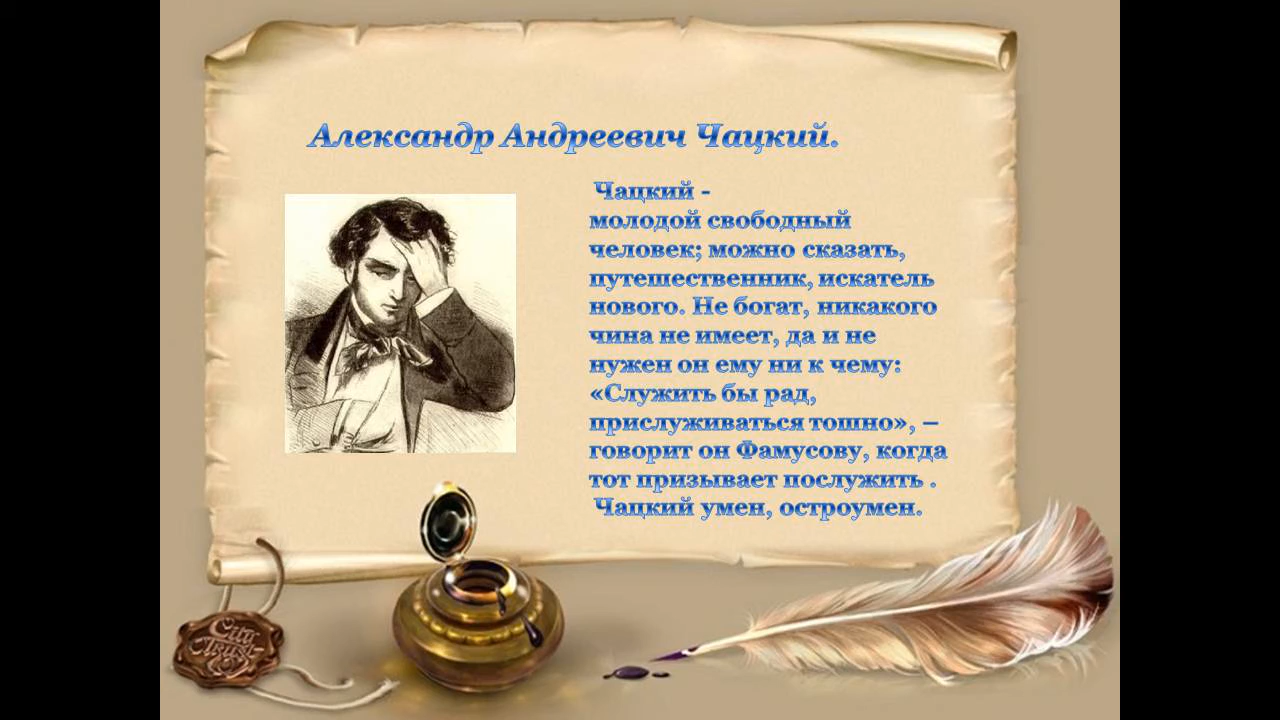 Александр Андреевич Чацкий.
Чацкий -
молодой свободный
человек; можно сказать,
путешественник, искатель
нового. Не богат, никакого
чина не имеет, да и не
нужен он ему ни к чему:
«Служить бы рад,
прислуживаться тошно», –
говорит он Фамусову, когда
тот призывает послужить .
Чацкий умен, остроумен.